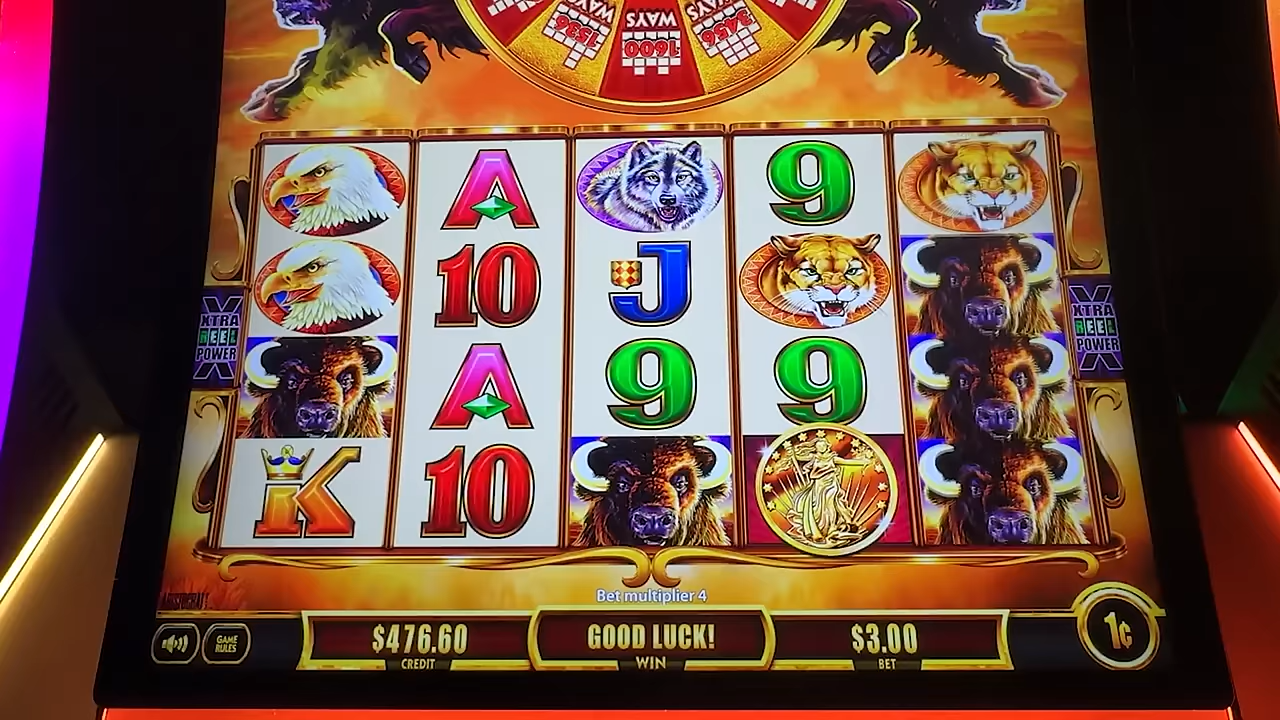 1536 WAYS
1600 WAYS
3456 WAYS
A 9
10 J
XTRA REEL POWER X
XTRA REEL POWER X
A 9 9
K 10
ARISTOCRAT
Bet multiplier 4
GAME RULES
$476.60
GOOD LUCK!
$3.00
1¢
CREDIT
WIN
BET